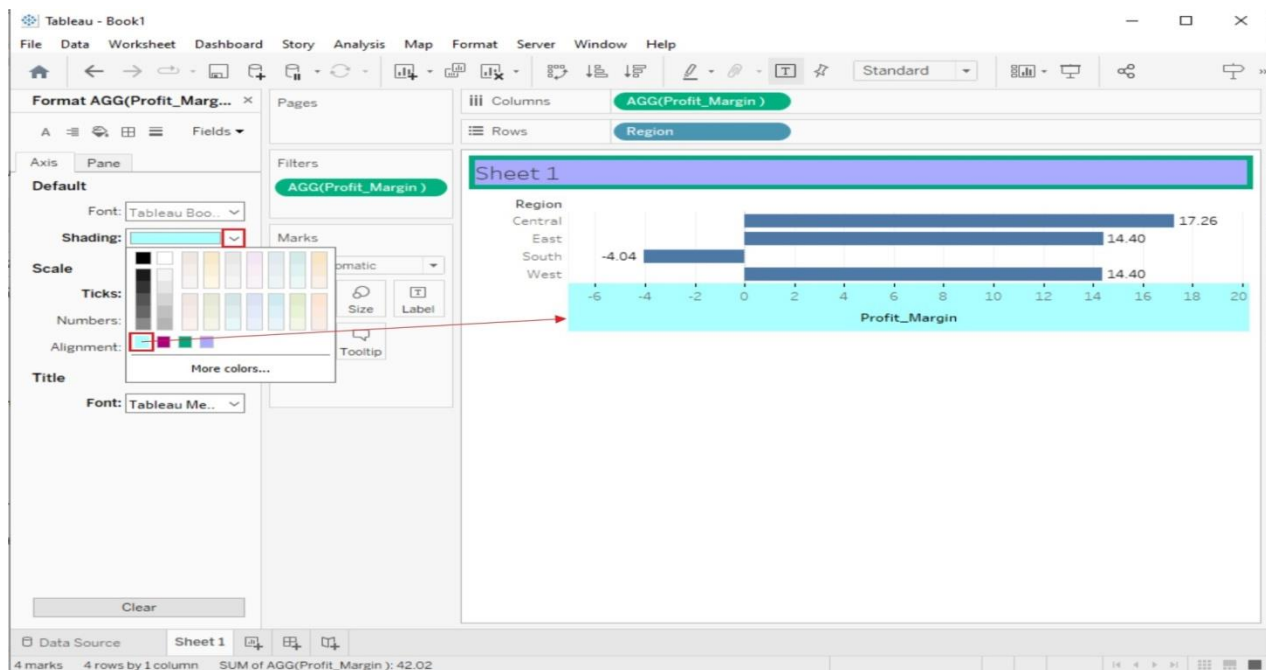 Tableau - Book1
File Data Worksheet Dashboard Story Analysis Map Format Server Window Help
Standard
Format AGG(Profit_Marg... ×
Fields
Axis Pane
Default
Font: Tableau Boo..
Shading:
Scale
Ticks:
Numbers:
Alignment:
More colors...
Title
Font: Tableau Me..
Clear
Pages
Filters
AGG(Profit_Margin )
Marks
omatic
Size Label
Tooltip
Columns AGG(Profit_Margin )
Rows Region
Sheet 1
Region
Central 17.26
East 14.40
South -4.04
West 14.40
-6 -4 -2 0 2 4 6 8 10 12 14 16 18 20
Profit_Margin
Data Source Sheet 1
4 marks 4 rows by 1 column SUM of AGG(Profit_Margin ): 42.02